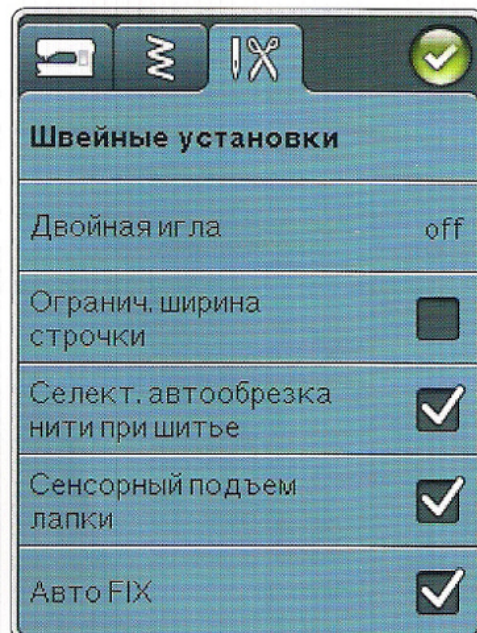 Швейные установки
Двойная игла off
Огранич. ширина
строчки
Селект. автообрезка
нити при шитье
Сенсорный подъем
лапки
Авто FIX